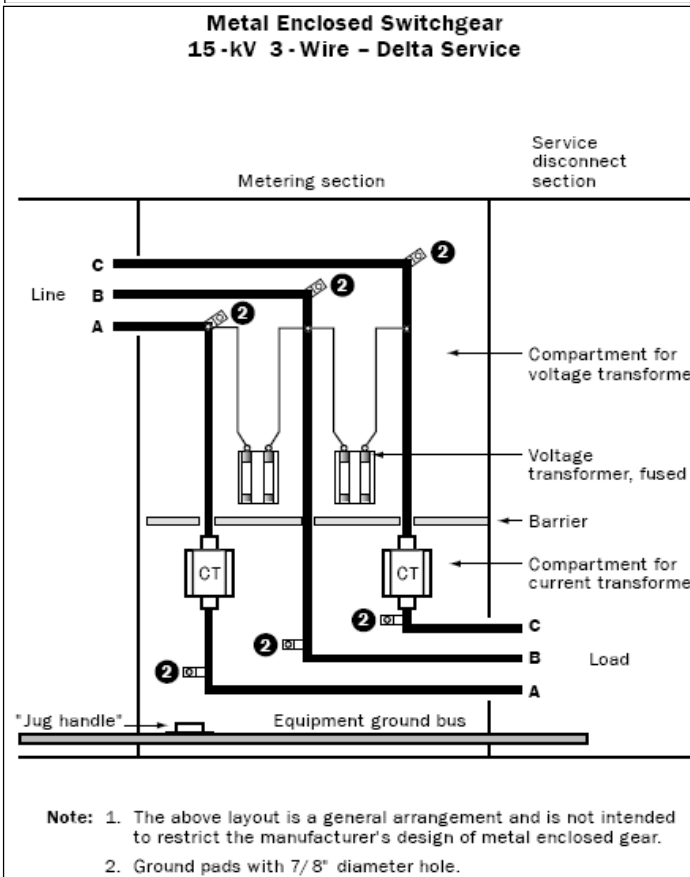 Metal Enclosed Switchgear
15-kV 3-Wire – Delta Service
Service
disconnect
section
Metering section
C
2
Line
B
2
A
2
Compartment for
voltage transforme
Voltage
transformer, fused
Barrier
CT
CT
Compartment for
current transforme
2
C
2
B
Load
2
A
"Jug handle"
Equipment ground bus
Note: 1. The above layout is a general arrangement and is not intended
to restrict the manufacturer's design of metal enclosed gear.
2. Ground pads with 7/8" diameter hole.